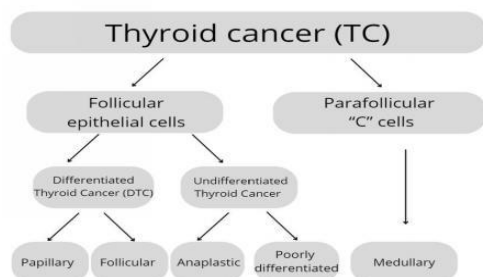 Thyroid cancer (TC)
Follicular
epithelial cells
Parafollicular
“C” cells
Differentiated
Thyroid Cancer (DTC)
Undifferentiated
Thyroid Cancer
Papillary
Follicular
Anaplastic
Poorly
differentiated
Medullary